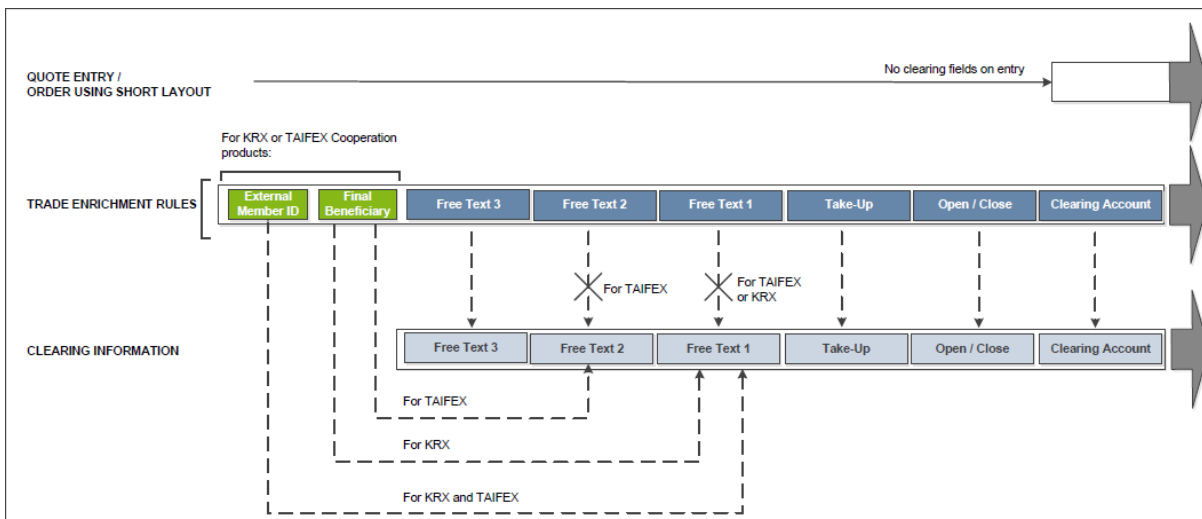 No clearing fields on entry
QUOTE ENTRY /
ORDER USING SHORT LAYOUT
For KRX or TAIFEX Cooperation
products:
TRADE ENRICHMENT RULES
External
Member ID
Final
Beneficiary
Free Text 3
Free Text 2
Free Text 1
Take-Up
Open / Close
Clearing Account
For TAIFEX
For TAIFEX
or KRX
CLEARING INFORMATION
Free Text 3
Free Text 2
Free Text 1
Take-Up
Open / Close
Clearing Account
For TAIFEX
For KRX
For KRX and TAIFEX